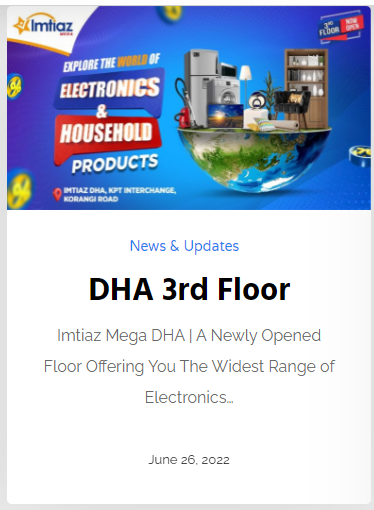 Imtiaz
MEGA
3RD
FLOOR
NOW
OPEN
EXPLORE THE WORLD OF
ELECTRONICS
&
HOUSEHOLD
PRODUCTS
IMTIAZ DHA, KPT INTERCHANGE,
KORANGI ROAD
News & Updates
DHA 3rd Floor
Imtiaz Mega DHA | A Newly Opened
Floor Offering You The Widest Range of
Electronics…
June 26, 2022